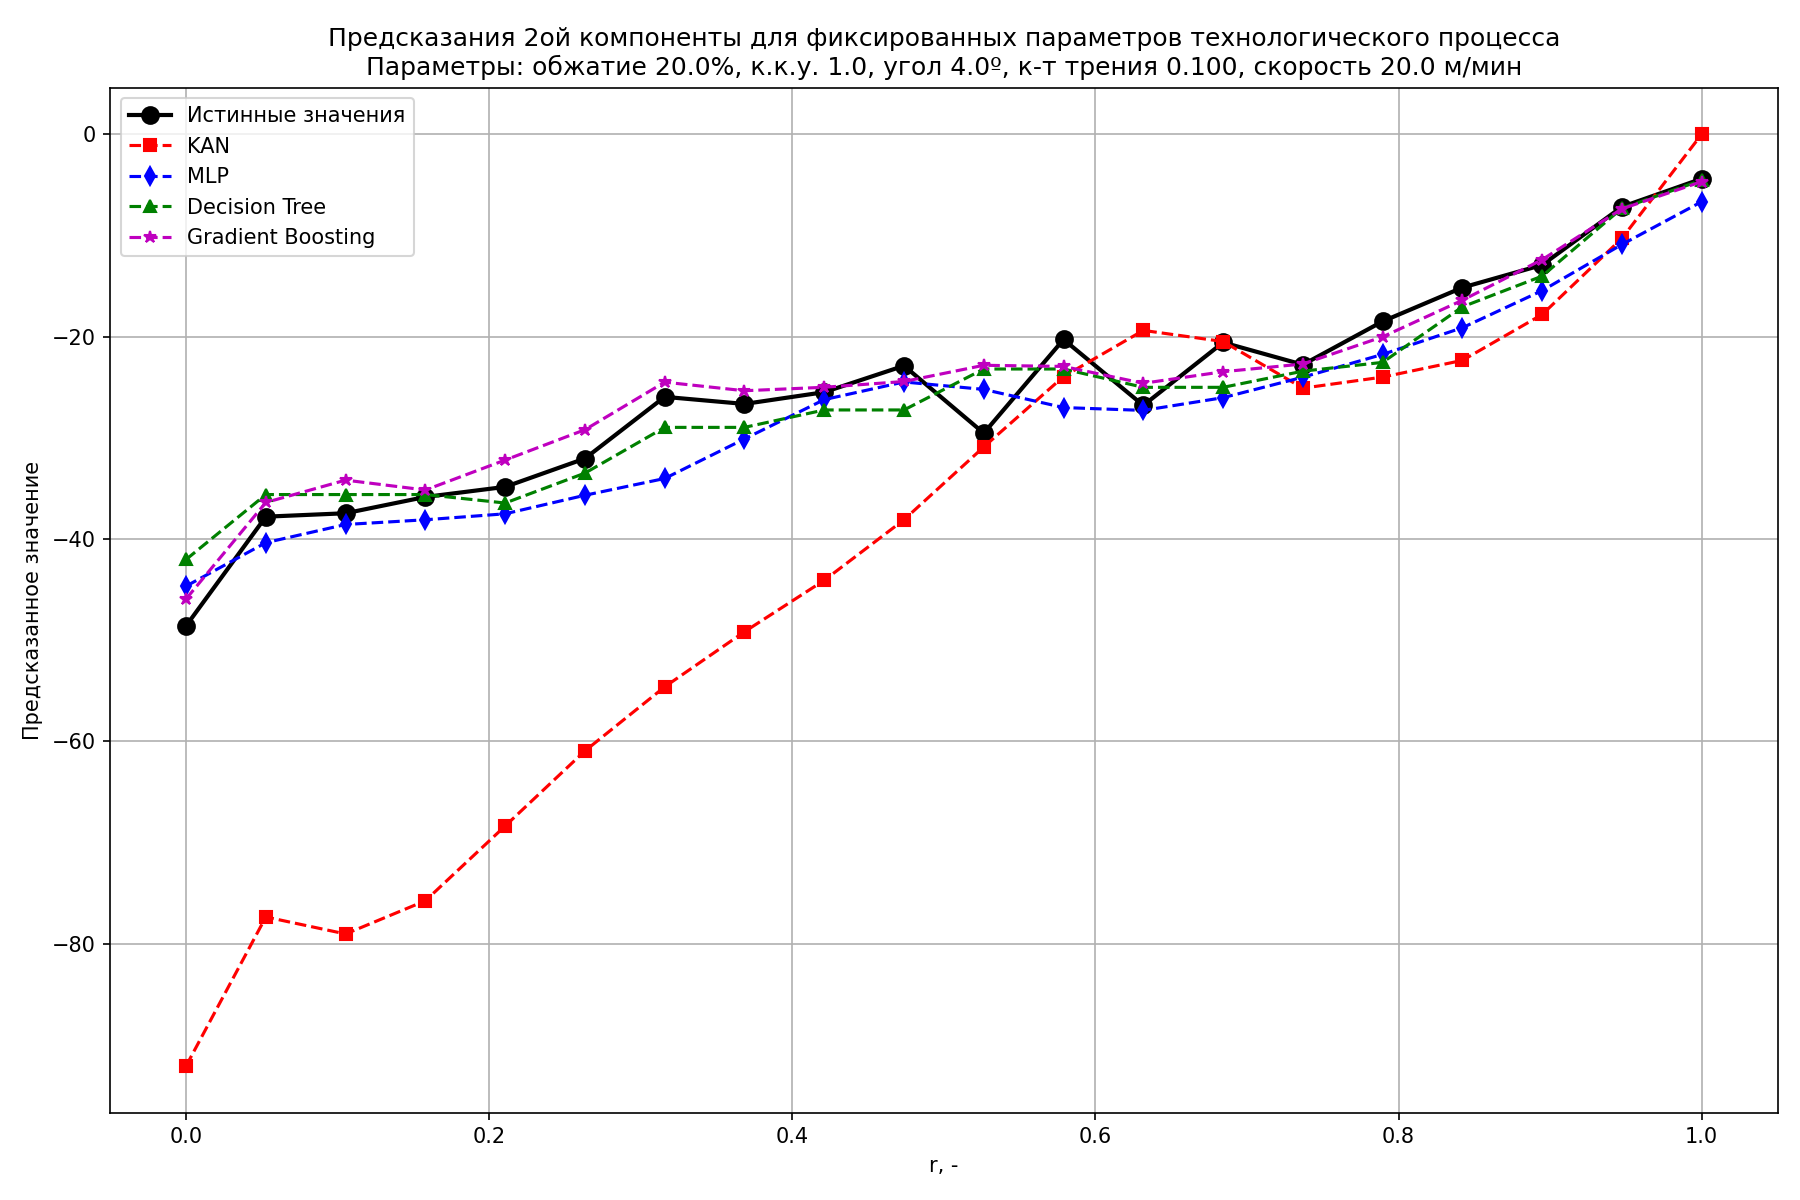 Предсказания 2ой компоненты для фиксированных параметров технологического процесса
Параметры: обжатие 20.0%, к.к.у. 1.0, угол 4.0º, к-т трения 0.100, скорость 20.0 м/мин
Истинные значения
KAN
MLP
Decision Tree
Gradient Boosting
Предсказанное значение
0
−20
−40
−60
−80
0.0
0.2
0.4
0.6
0.8
1.0
r, -